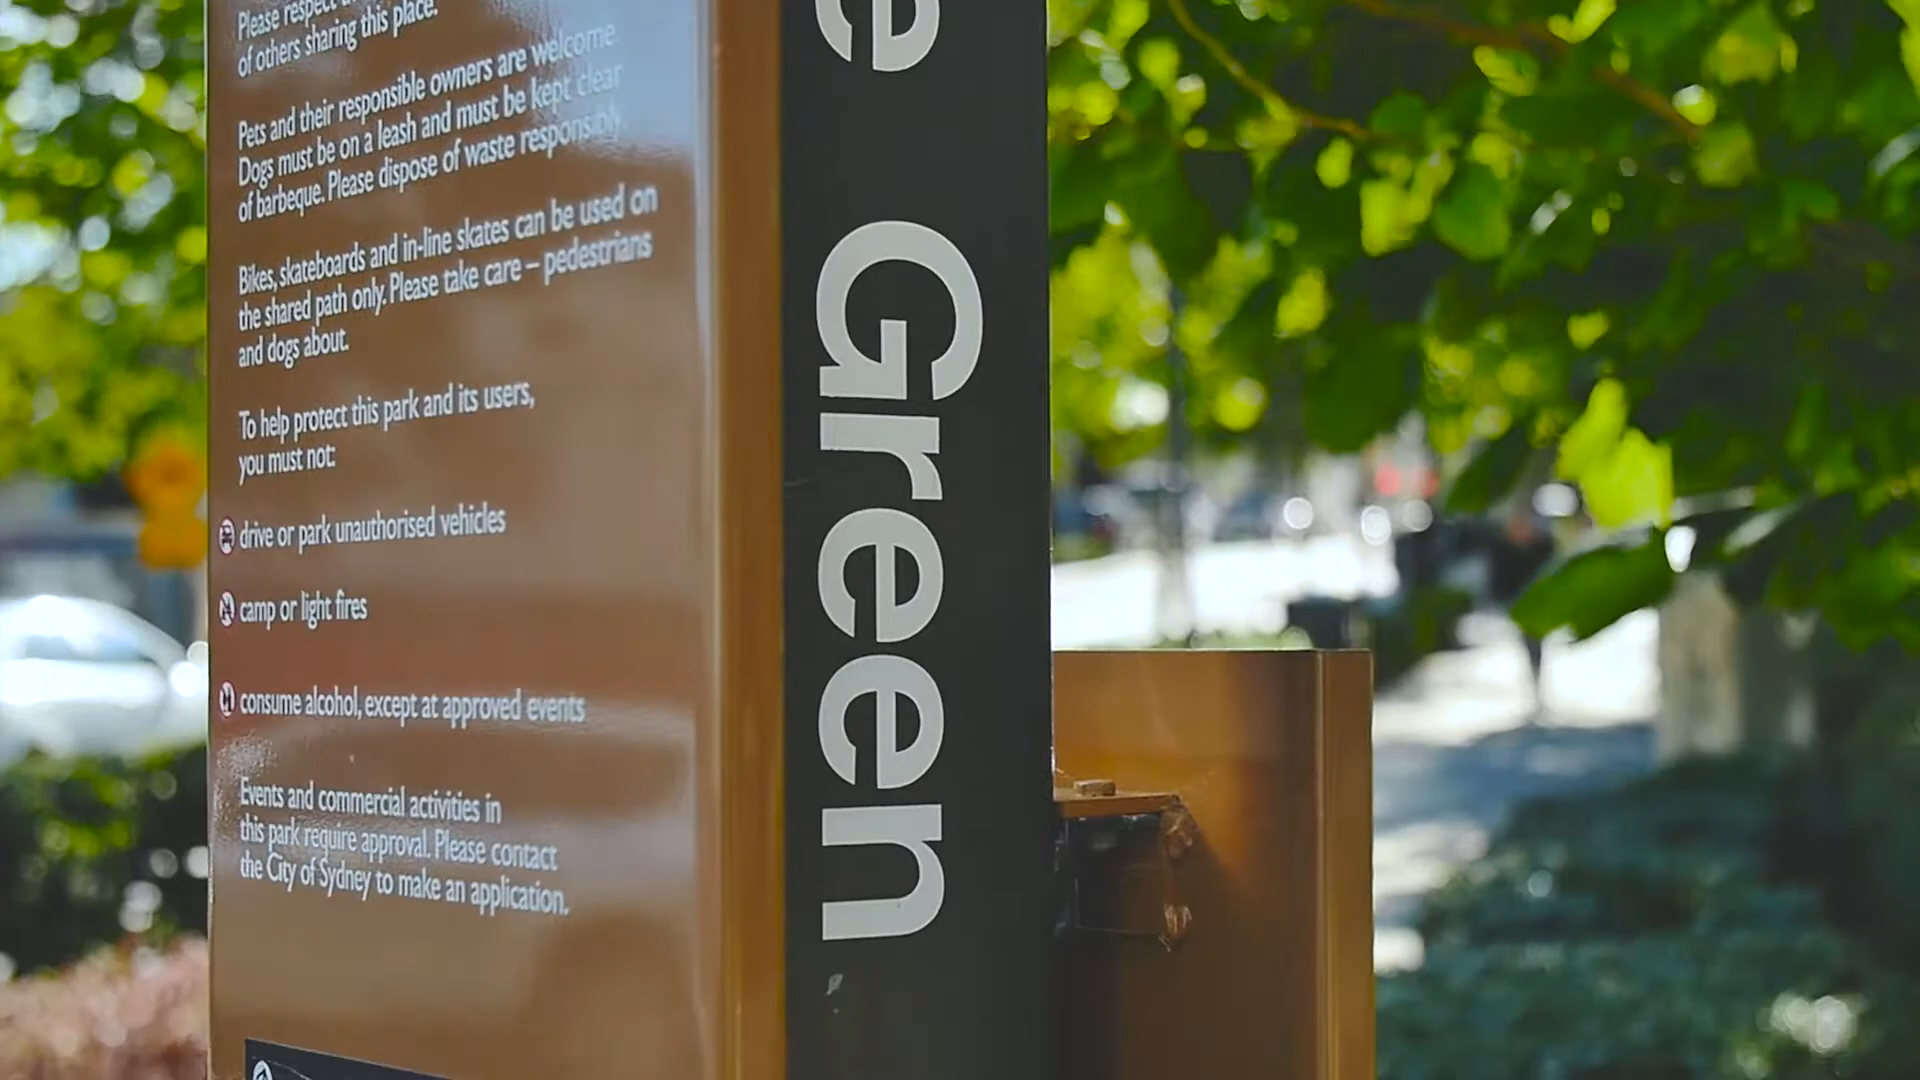 Please respect
of others sharing this place.
Pets and their responsible owners are welcome.
Dogs must be on a leash and must be kept clear
of barbeque. Please dispose of waste responsibly.
Bikes, skateboards and in-line skates can be used on
the shared path only. Please take care – pedestrians
and dogs about.
To help protect this park and its users,
you must not:
drive or park unauthorised vehicles
camp or light fires
consume alcohol, except at approved events
Events and commercial activities in
this park require approval. Please contact
the City of Sydney to make an application.
e Green